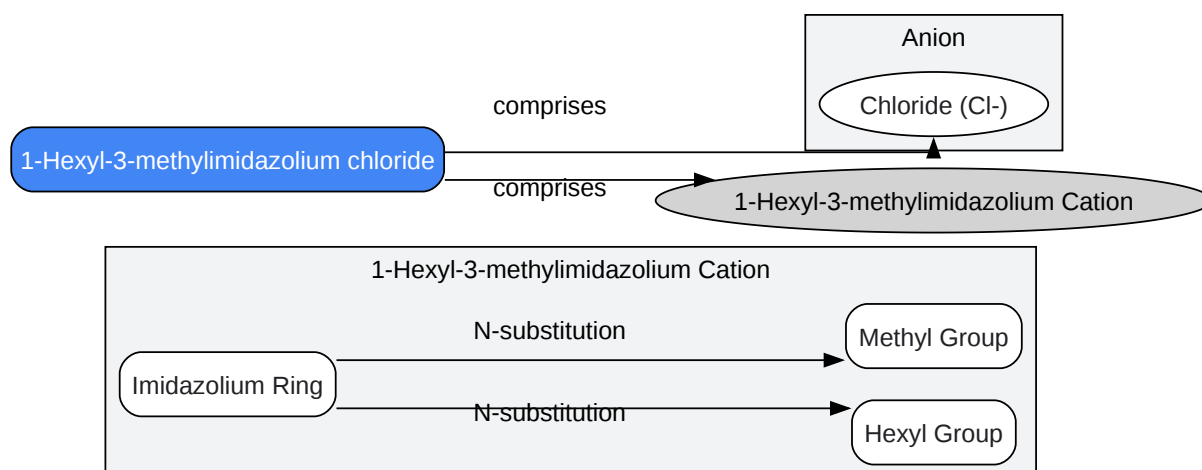 Anion
Chloride (Cl-)
comprises
1-Hexyl-3-methylimidazolium chloride
comprises
1-Hexyl-3-methylimidazolium Cation
1-Hexyl-3-methylimidazolium Cation
N-substitution
Methyl Group
Imidazolium Ring
N-substitution
Hexyl Group